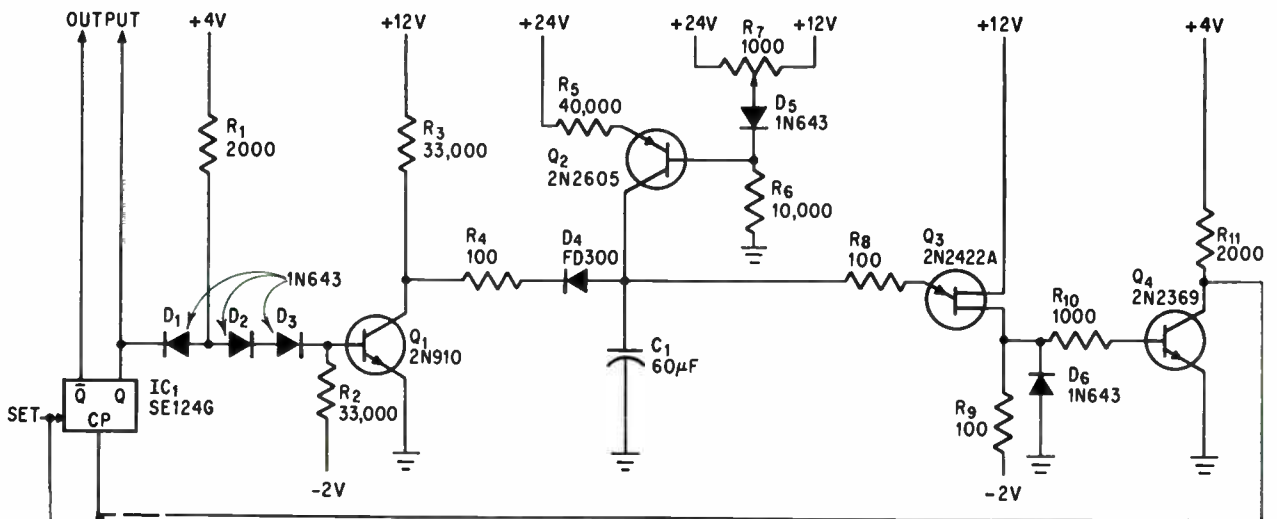 OUTPUT
+4V
+12V
+24V
+24V
R7
1000
+12V
+12V
+4V
R1
2000
R3
33,000
R5
40,000
D5
1N643
Q2
2N2605
R6
10,000
R4
100
D4
FD300
R8
100
Q3
2N2422A
R11
2000
1N643
D1
D2
D3
Q1
2N910
C1
60µF
R10
1000
Q4
2N2369
D6
1N643
Q̄ Q
CP
IC1
SE124G
SET
R2
33,000
-2V
R9
100
-2V